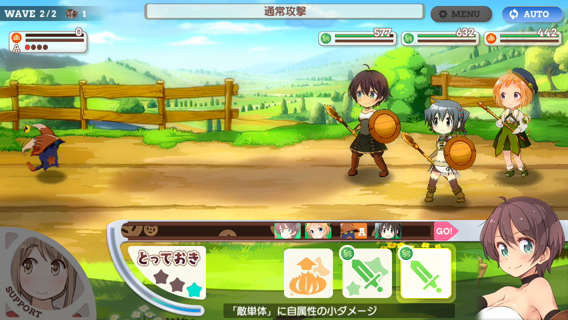 WAVE 2/2 1
通常攻撃
MENU
AUTO
0
A
577
632
442
A
GO!
とっておき
SUPPORT
「敵単体」に自属性の小ダメージ